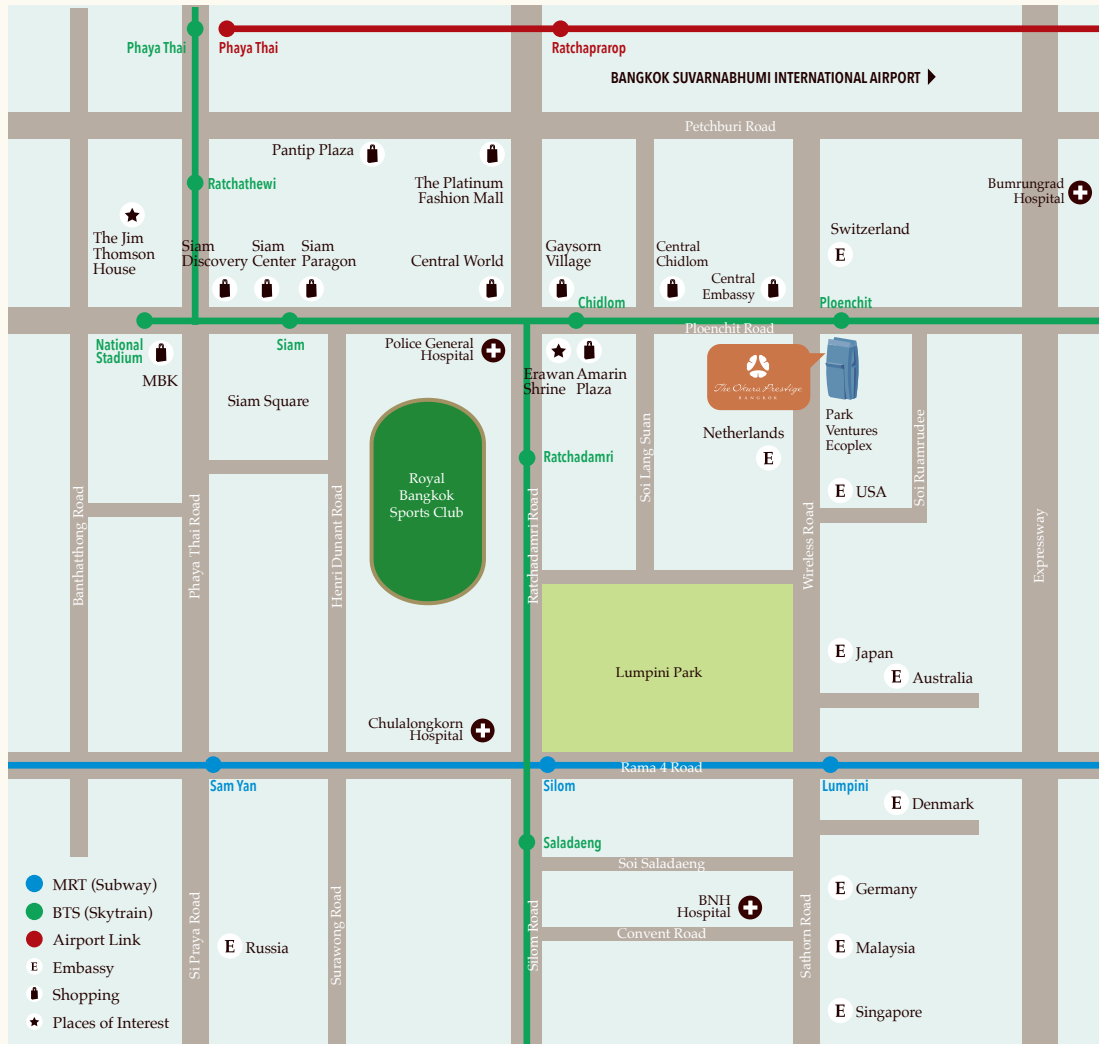 Phaya Thai
Phaya Thai
Ratchaprarop
BANGKOK SUVARNABHUMI INTERNATIONAL AIRPORT
Petchburi Road
Pantip Plaza
The Platinum
Fashion Mall
Ratchathewi
Bumrungrad
Hospital
The Jim
Thomson
House
Siam
Discovery
Siam
Center
Siam
Paragon
Central World
Gaysorn
Village
Central
Chidlom
Central
Embassy
Switzerland
E
Chidlom
Ploenchit
Ploenchit Road
National
Stadium
MBK
Siam
Siam Square
Police General
Hospital
Erawan
Shrine
Amarin
Plaza
The Okura Prestige
BANGKOK
Park
Ventures
Ecoplex
Netherlands
E
E USA
Ratchadamri
Royal
Bangkok
Sports Club
Banthatthong Road
Phaya Thai Road
Henri Dunant Road
Ratchadamri Road
Soi Lang Suan
Wireless Road
Soi Ruamrudee
Expressway
Lumpini Park
E Japan
E Australia
Chulalongkorn
Hospital
Rama 4 Road
Sam Yan
Silom
Lumpini
E Denmark
Saladaeng
Soi Saladaeng
BNH
Hospital
Convent Road
E Germany
E Malaysia
E Singapore
E Russia
Si Praya Road
Surawong Road
Silom Road
Sathorn Road
MRT (Subway)
BTS (Skytrain)
Airport Link
E Embassy
Shopping
Places of Interest